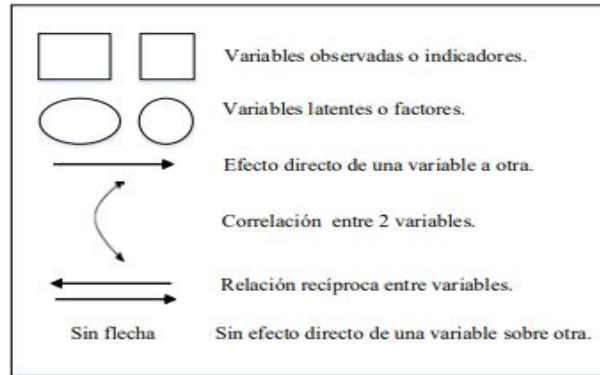 Variables observadas o indicadores.
Variables latentes o factores.
Efecto directo de una variable a otra.
Correlación entre 2 variables.
Relación recíproca entre variables.
Sin flecha Sin efecto directo de una variable sobre otra.